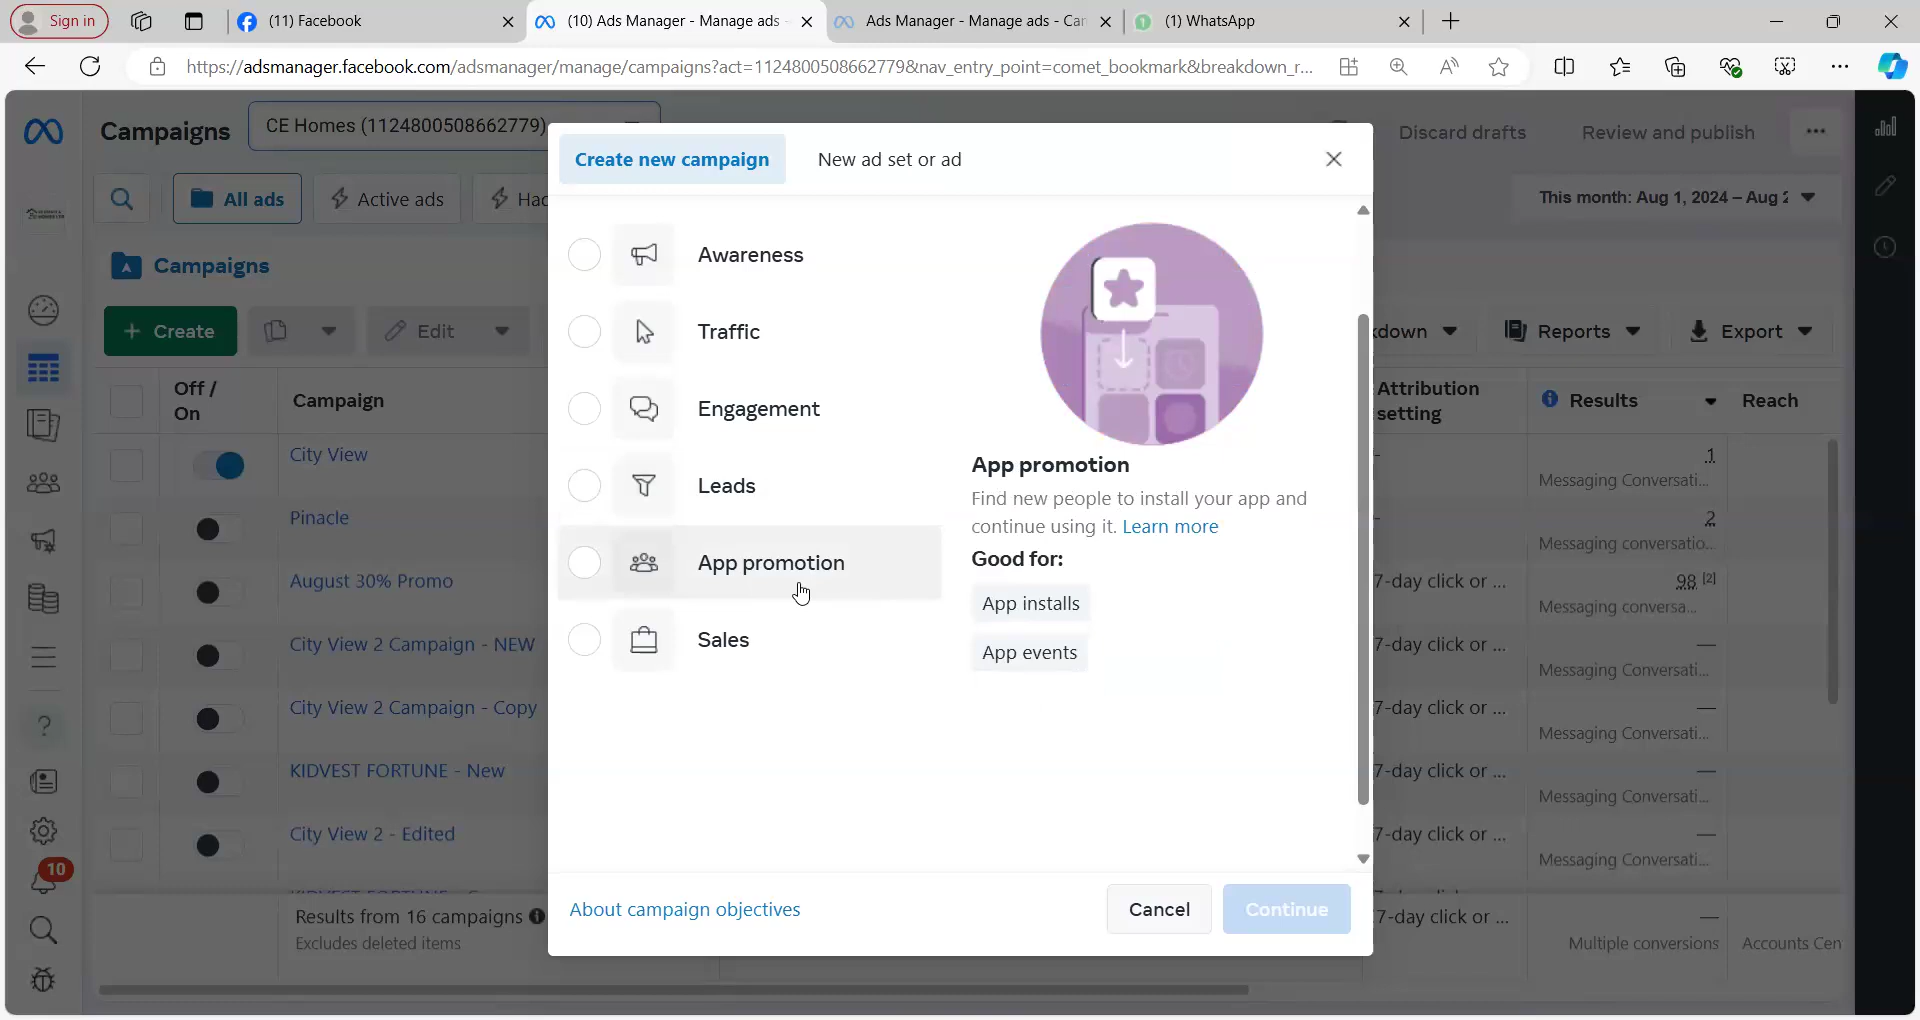 Sign in
(11) Facebook
(10) Ads Manager - Manage ads -
Ads Manager - Manage ads - Car
(1) WhatsApp
https://adsmanager.facebook.com/adsmanager/manage/campaigns?act=1124800508662779&nav_entry_point=comet_bookmark&breakdown_r...
Campaigns
CE Homes (1124800508662779)
Discard drafts
Review and publish
Create new campaign
New ad set or ad
All ads
Active ads
Had
This month: Aug 1, 2024 – Aug 2
Campaigns
Create
Edit
kdown
Reports
Export
Off / On
Campaign
Attribution setting
Results
Reach
Awareness
Traffic
Engagement
Leads
App promotion
Sales
App promotion
Find new people to install your app and
continue using it. Learn more
Good for:
App installs
App events
City View
-
1
Messaging Conversati...
Pinacle
-
2
Messaging conversatio...
August 30% Promo
7-day click or ...
98 [2]
Messaging conversa...
City View 2 Campaign - NEW
7-day click or ...
—
Messaging Conversati...
City View 2 Campaign - Copy
7-day click or ...
—
Messaging Conversati...
KIDVEST FORTUNE - New
7-day click or ...
—
Messaging Conversati...
City View 2 - Edited
7-day click or ...
—
Messaging Conversati...
Results from 16 campaigns
Excludes deleted items
7-day click or ...
—
Multiple conversions
Accounts Cen
10
About campaign objectives
Cancel
Continue